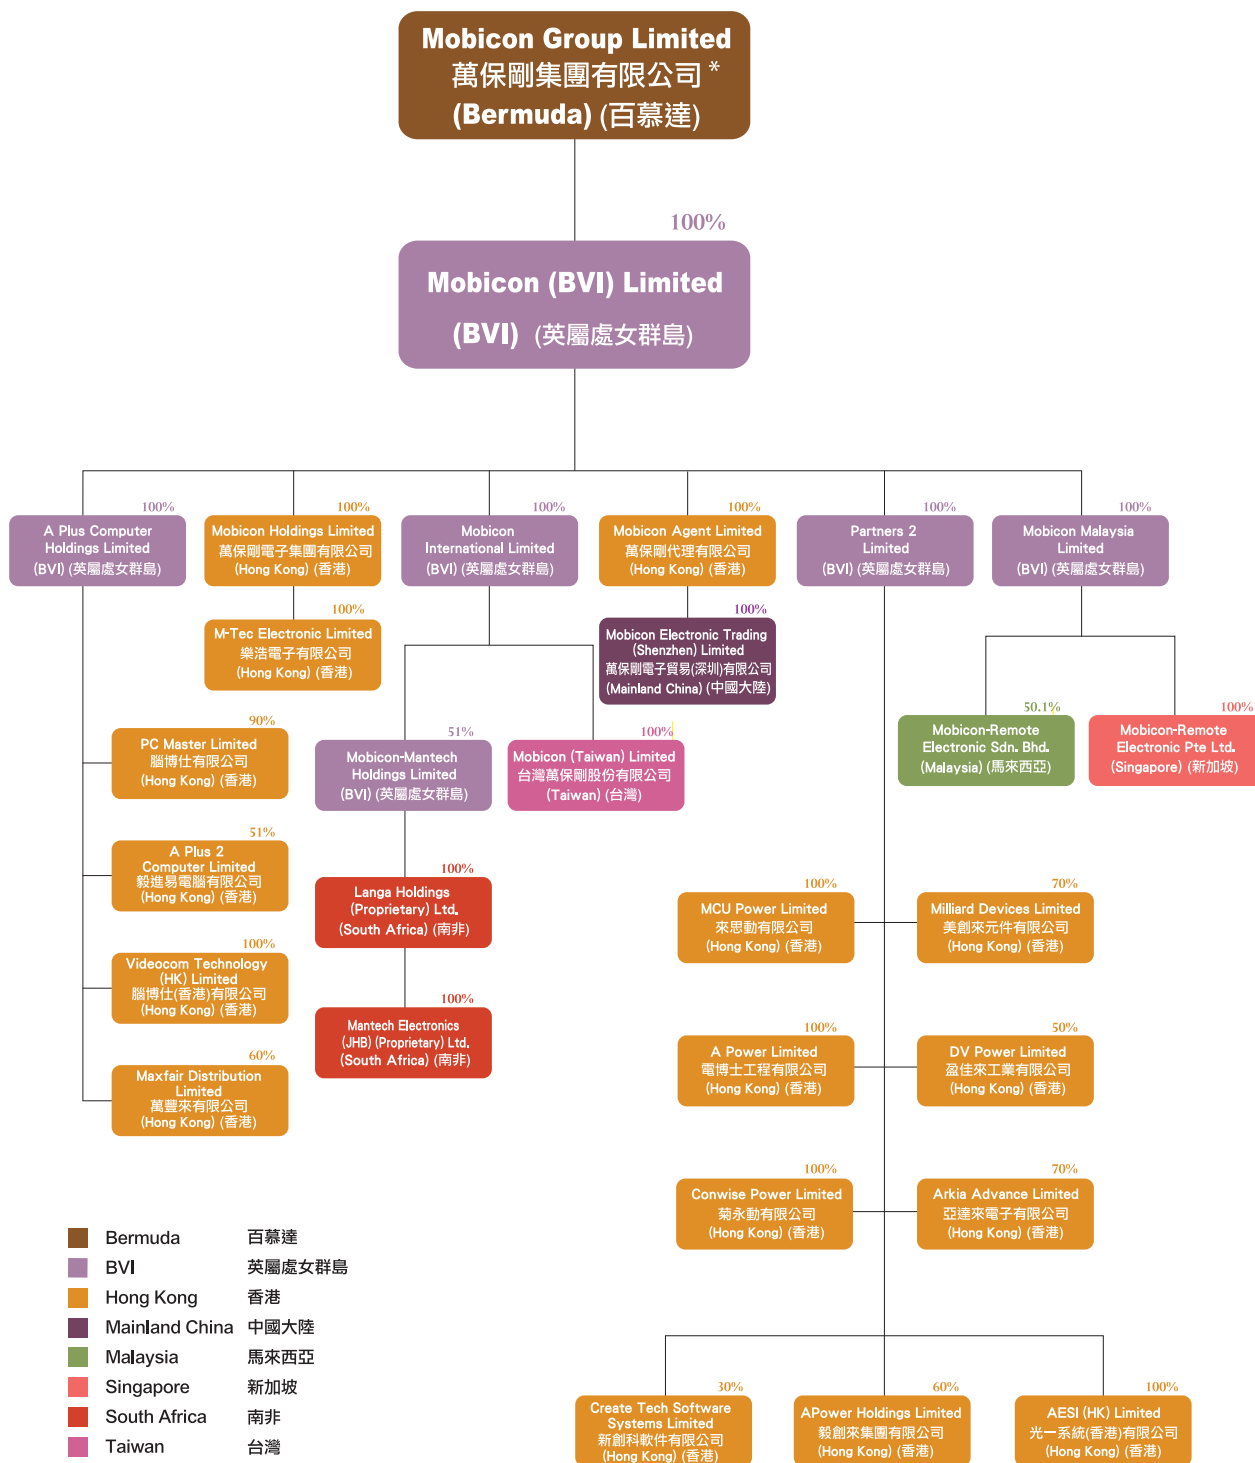 Mobicon Group Limited
萬保剛集團有限公司 *
(Bermuda) (百慕達)
100%
Mobicon (BVI) Limited
(BVI) (英屬處女群島)
100%
A Plus Computer
Holdings Limited
(BVI) (英屬處女群島)
100%
Mobicon Holdings Limited
萬保剛電子集團有限公司
(Hong Kong) (香港)
100%
Mobicon
International Limited
(BVI) (英屬處女群島)
100%
Mobicon Agent Limited
萬保剛代理有限公司
(Hong Kong) (香港)
100%
Partners 2
Limited
(BVI) (英屬處女群島)
100%
Mobicon Malaysia
Limited
(BVI) (英屬處女群島)
100%
M-Tec Electronic Limited
樂浩電子有限公司
(Hong Kong) (香港)
100%
Mobicon Electronic Trading
(Shenzhen) Limited
萬保剛電子貿易(深圳)有限公司
(Mainland China) (中國大陸)
90%
PC Master Limited
腦博仕有限公司
(Hong Kong) (香港)
51%
Mobicon-Mantech
Holdings Limited
(BVI) (英屬處女群島)
100%
Mobicon (Taiwan) Limited
台灣萬保剛股份有限公司
(Taiwan) (台灣)
50.1%
Mobicon-Remote
Electronic Sdn. Bhd.
(Malaysia) (馬來西亞)
100%
Mobicon-Remote
Electronic Pte Ltd.
(Singapore) (新加坡)
51%
A Plus 2
Computer Limited
毅進易電腦有限公司
(Hong Kong) (香港)
100%
Langa Holdings
(Proprietary) Ltd.
(South Africa) (南非)
100%
MCU Power Limited
來思動有限公司
(Hong Kong) (香港)
70%
Milliard Devices Limited
美創來元件有限公司
(Hong Kong) (香港)
100%
Videocom Technology
(HK) Limited
腦博仕(香港)有限公司
(Hong Kong) (香港)
100%
Mantech Electronics
(JHB) (Proprietary) Ltd.
(South Africa) (南非)
100%
A Power Limited
電博士工程有限公司
(Hong Kong) (香港)
50%
DV Power Limited
盈佳來工業有限公司
(Hong Kong) (香港)
60%
Maxfair Distribution
Limited
萬豐來有限公司
(Hong Kong) (香港)
100%
Conwise Power Limited
菊永動有限公司
(Hong Kong) (香港)
70%
Arkia Advance Limited
亞達來電子有限公司
(Hong Kong) (香港)
30%
Create Tech Software
Systems Limited
新創科軟件有限公司
(Hong Kong) (香港)
60%
APower Holdings Limited
毅創來集團有限公司
(Hong Kong) (香港)
100%
AESI (HK) Limited
光一系統(香港)有限公司
(Hong Kong) (香港)
Bermuda 百慕達
BVI 英屬處女群島
Hong Kong 香港
Mainland China 中國大陸
Malaysia 馬來西亞
Singapore 新加坡
South Africa 南非
Taiwan 台灣